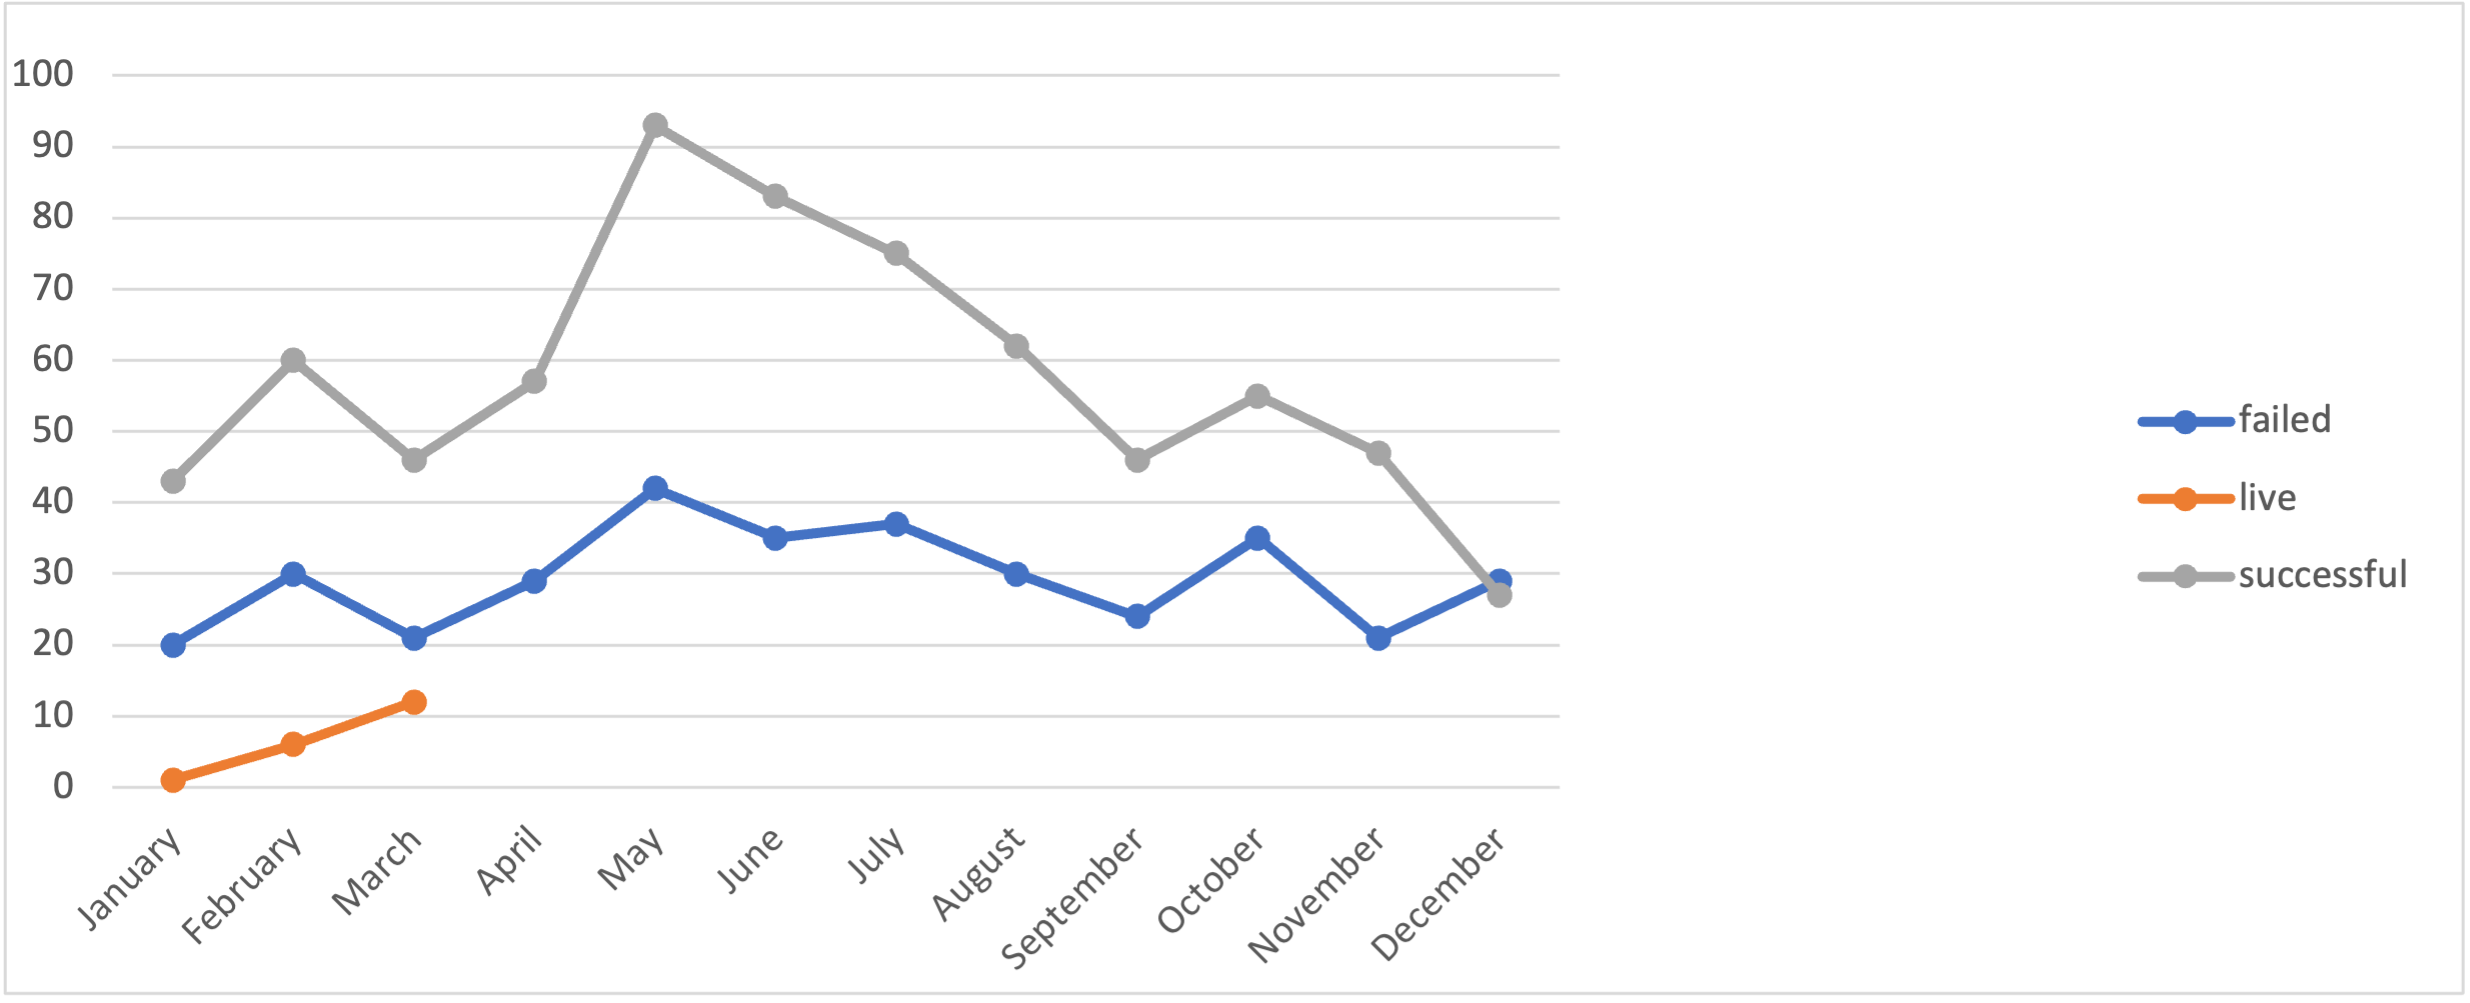 100
90
80
70
60
50
40
30
20
10
0
January
February
March
April
May
June
July
August
September
October
November
December
failed
live
successful